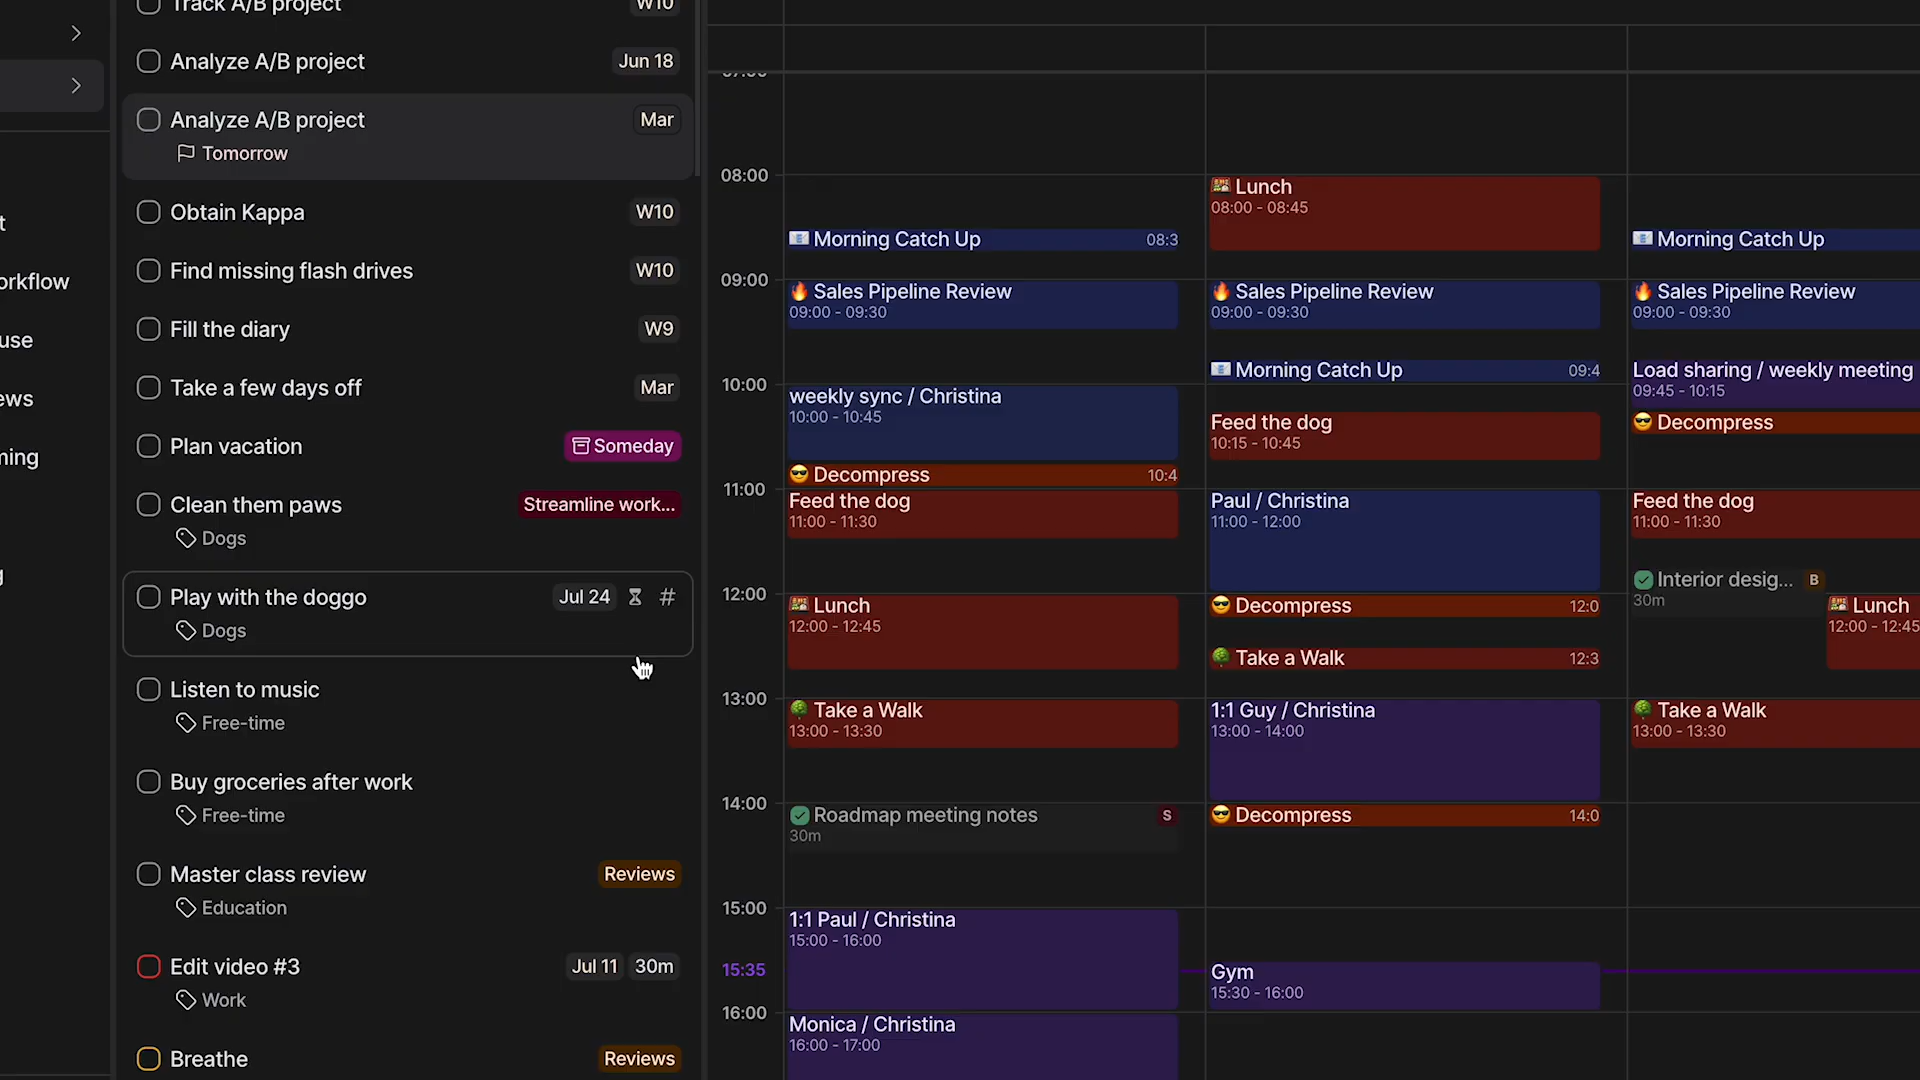 Track A/B project
W10
Analyze A/B project
Jun 18
Analyze A/B project
Mar
Tomorrow
Obtain Kappa
W10
Find missing flash drives
W10
Fill the diary
W9
Take a few days off
Mar
Plan vacation
Someday
Clean them paws
Streamline work...
Dogs
Play with the doggo
Jul 24
#
Dogs
Listen to music
Free-time
Buy groceries after work
Free-time
Master class review
Reviews
Education
Edit video #3
Jul 11
30m
Work
Breathe
Reviews
t
orkflow
use
ews
ning
07:00
08:00
09:00
10:00
11:00
12:00
13:00
14:00
15:00
15:35
16:00
Morning Catch Up
08:3
Sales Pipeline Review
09:00 - 09:30
weekly sync / Christina
10:00 - 10:45
Decompress
10:4
Feed the dog
11:00 - 11:30
Lunch
12:00 - 12:45
Take a Walk
13:00 - 13:30
Roadmap meeting notes
S
30m
1:1 Paul / Christina
15:00 - 16:00
Monica / Christina
16:00 - 17:00
Lunch
08:00 - 08:45
Sales Pipeline Review
09:00 - 09:30
Morning Catch Up
09:4
Feed the dog
10:15 - 10:45
Paul / Christina
11:00 - 12:00
Decompress
12:0
Take a Walk
12:3
1:1 Guy / Christina
13:00 - 14:00
Decompress
14:0
Gym
15:30 - 16:00
Morning Catch Up
Sales Pipeline Review
09:00 - 09:30
Load sharing / weekly meeting
09:45 - 10:15
Decompress
Feed the dog
11:00 - 11:30
Interior desig...
B
30m
Lunch
12:00 - 12:45
Take a Walk
13:00 - 13:30